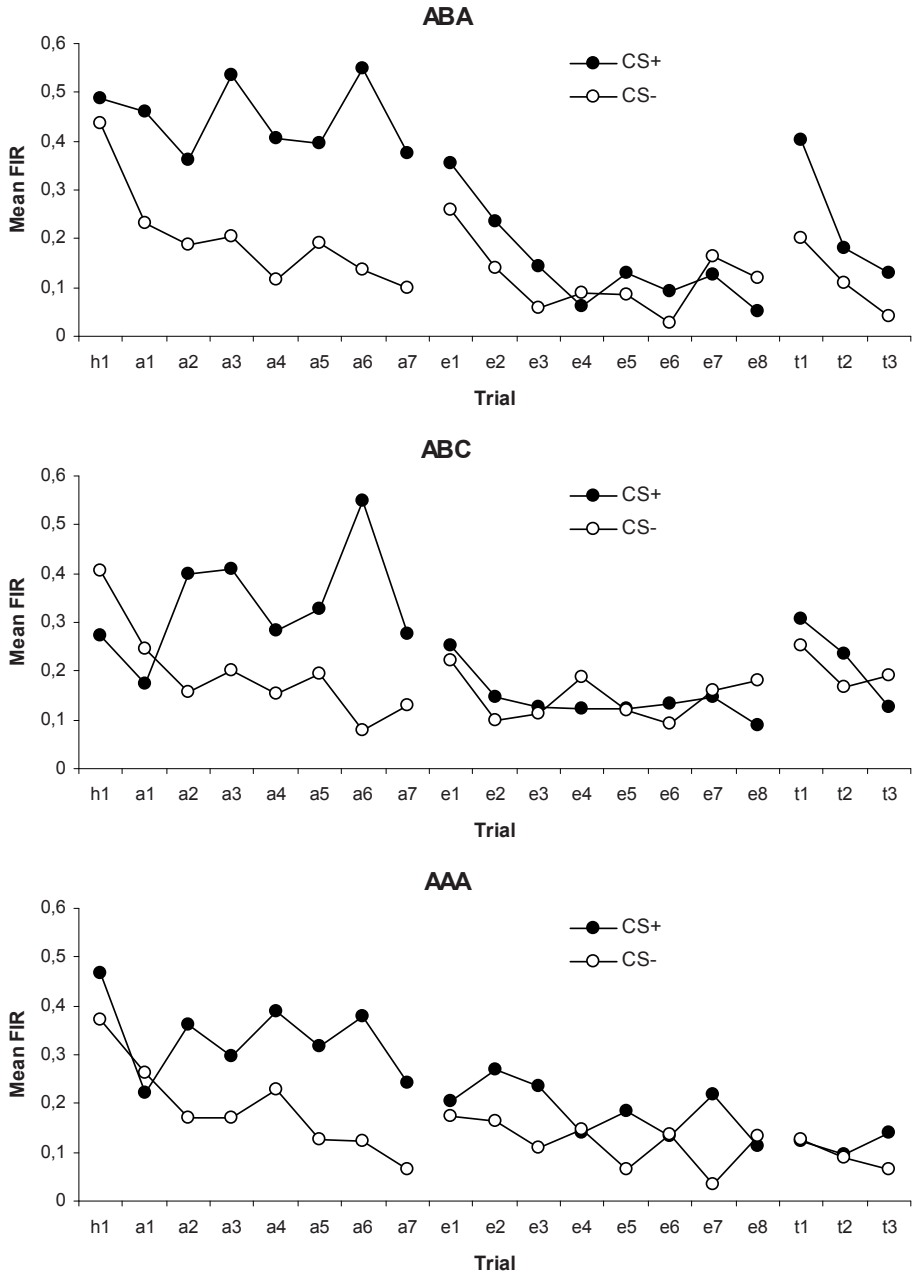 ABA
0,6
0,5
0,4
0,3
0,2
0,1
0
Mean FIR
CS+
CS-
h1 a1 a2 a3 a4 a5 a6 a7 e1 e2 e3 e4 e5 e6 e7 e8 t1 t2 t3
Trial
ABC
0,6
0,5
0,4
0,3
0,2
0,1
0
Mean FIR
CS+
CS-
h1 a1 a2 a3 a4 a5 a6 a7 e1 e2 e3 e4 e5 e6 e7 e8 t1 t2 t3
Trial
AAA
0,6
0,5
0,4
0,3
0,2
0,1
0
Mean FIR
CS+
CS-
h1 a1 a2 a3 a4 a5 a6 a7 e1 e2 e3 e4 e5 e6 e7 e8 t1 t2 t3
Trial